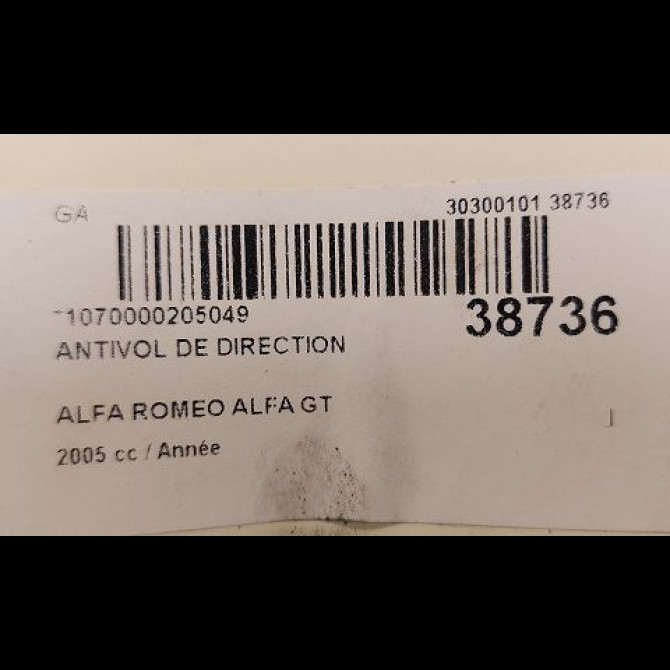 GA
30300101 38736
1070000205049
38736
ANTIVOL DE DIRECTION
ALFA ROMEO ALFA GT
2005 cc / Année